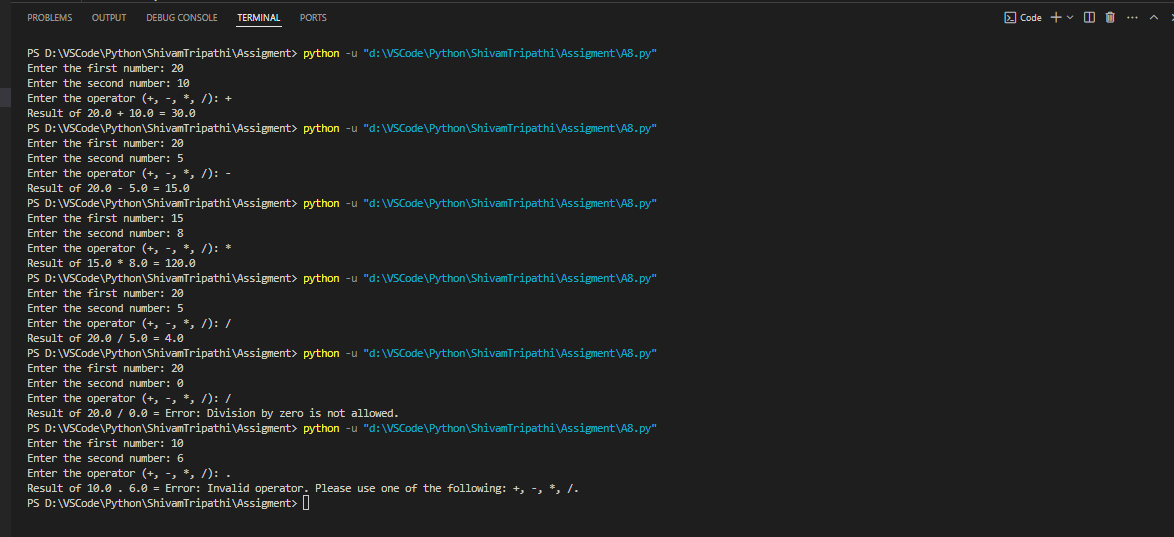 PROBLEMS OUTPUT DEBUG CONSOLE TERMINAL PORTS Code
PS D:\VSCode\Python\ShivamTripathi\Assigment> python -u "d:\VSCode\Python\ShivamTripathi\Assigment\A8.py"
Enter the first number: 20
Enter the second number: 10
Enter the operator (+, -, *, /): +
Result of 20.0 + 10.0 = 30.0
PS D:\VSCode\Python\ShivamTripathi\Assigment> python -u "d:\VSCode\Python\ShivamTripathi\Assigment\A8.py"
Enter the first number: 20
Enter the second number: 5
Enter the operator (+, -, *, /): -
Result of 20.0 - 5.0 = 15.0
PS D:\VSCode\Python\ShivamTripathi\Assigment> python -u "d:\VSCode\Python\ShivamTripathi\Assigment\A8.py"
Enter the first number: 15
Enter the second number: 8
Enter the operator (+, -, *, /): *
Result of 15.0 * 8.0 = 120.0
PS D:\VSCode\Python\ShivamTripathi\Assigment> python -u "d:\VSCode\Python\ShivamTripathi\Assigment\A8.py"
Enter the first number: 20
Enter the second number: 5
Enter the operator (+, -, *, /): /
Result of 20.0 / 5.0 = 4.0
PS D:\VSCode\Python\ShivamTripathi\Assigment> python -u "d:\VSCode\Python\ShivamTripathi\Assigment\A8.py"
Enter the first number: 20
Enter the second number: 0
Enter the operator (+, -, *, /): /
Result of 20.0 / 0.0 = Error: Division by zero is not allowed.
PS D:\VSCode\Python\ShivamTripathi\Assigment> python -u "d:\VSCode\Python\ShivamTripathi\Assigment\A8.py"
Enter the first number: 10
Enter the second number: 6
Enter the operator (+, -, *, /): .
Result of 10.0 . 6.0 = Error: Invalid operator. Please use one of the following: +, -, *, /.
PS D:\VSCode\Python\ShivamTripathi\Assigment>